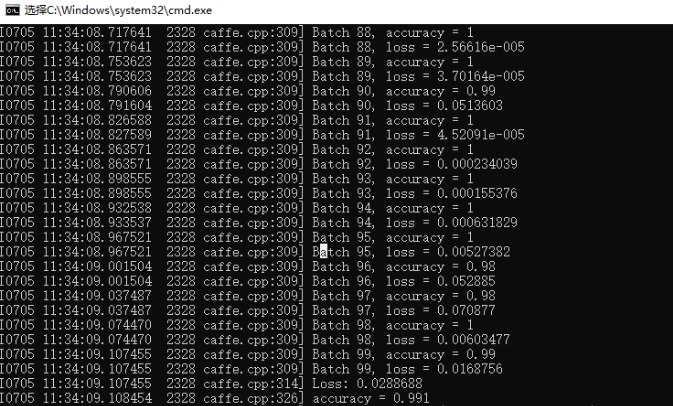 选择C:\Windows\system32\cmd.exe
I0705 11:34:08.717641  2328 caffe.cpp:309] Batch 88, accuracy = 1
I0705 11:34:08.717641  2328 caffe.cpp:309] Batch 88, loss = 2.56616e-005
I0705 11:34:08.753623  2328 caffe.cpp:309] Batch 89, accuracy = 1
I0705 11:34:08.753623  2328 caffe.cpp:309] Batch 89, loss = 3.70164e-005
I0705 11:34:08.790606  2328 caffe.cpp:309] Batch 90, accuracy = 0.99
I0705 11:34:08.791604  2328 caffe.cpp:309] Batch 90, loss = 0.0513603
I0705 11:34:08.826588  2328 caffe.cpp:309] Batch 91, accuracy = 1
I0705 11:34:08.827589  2328 caffe.cpp:309] Batch 91, loss = 4.52091e-005
I0705 11:34:08.863571  2328 caffe.cpp:309] Batch 92, accuracy = 1
I0705 11:34:08.863571  2328 caffe.cpp:309] Batch 92, loss = 0.000234039
I0705 11:34:08.898555  2328 caffe.cpp:309] Batch 93, accuracy = 1
I0705 11:34:08.898555  2328 caffe.cpp:309] Batch 93, loss = 0.000155376
I0705 11:34:08.932538  2328 caffe.cpp:309] Batch 94, accuracy = 1
I0705 11:34:08.933537  2328 caffe.cpp:309] Batch 94, loss = 0.000631829
I0705 11:34:08.967521  2328 caffe.cpp:309] Batch 95, accuracy = 1
I0705 11:34:08.967521  2328 caffe.cpp:309] Batch 95, loss = 0.00527382
I0705 11:34:09.001504  2328 caffe.cpp:309] Batch 96, accuracy = 0.98
I0705 11:34:09.001504  2328 caffe.cpp:309] Batch 96, loss = 0.052885
I0705 11:34:09.037487  2328 caffe.cpp:309] Batch 97, accuracy = 0.98
I0705 11:34:09.037487  2328 caffe.cpp:309] Batch 97, loss = 0.070877
I0705 11:34:09.074470  2328 caffe.cpp:309] Batch 98, accuracy = 1
I0705 11:34:09.074470  2328 caffe.cpp:309] Batch 98, loss = 0.00603477
I0705 11:34:09.107455  2328 caffe.cpp:309] Batch 99, accuracy = 0.99
I0705 11:34:09.107455  2328 caffe.cpp:309] Batch 99, loss = 0.0168756
I0705 11:34:09.107455  2328 caffe.cpp:314] Loss: 0.0288688
I0705 11:34:09.108454  2328 caffe.cpp:326] accuracy = 0.991